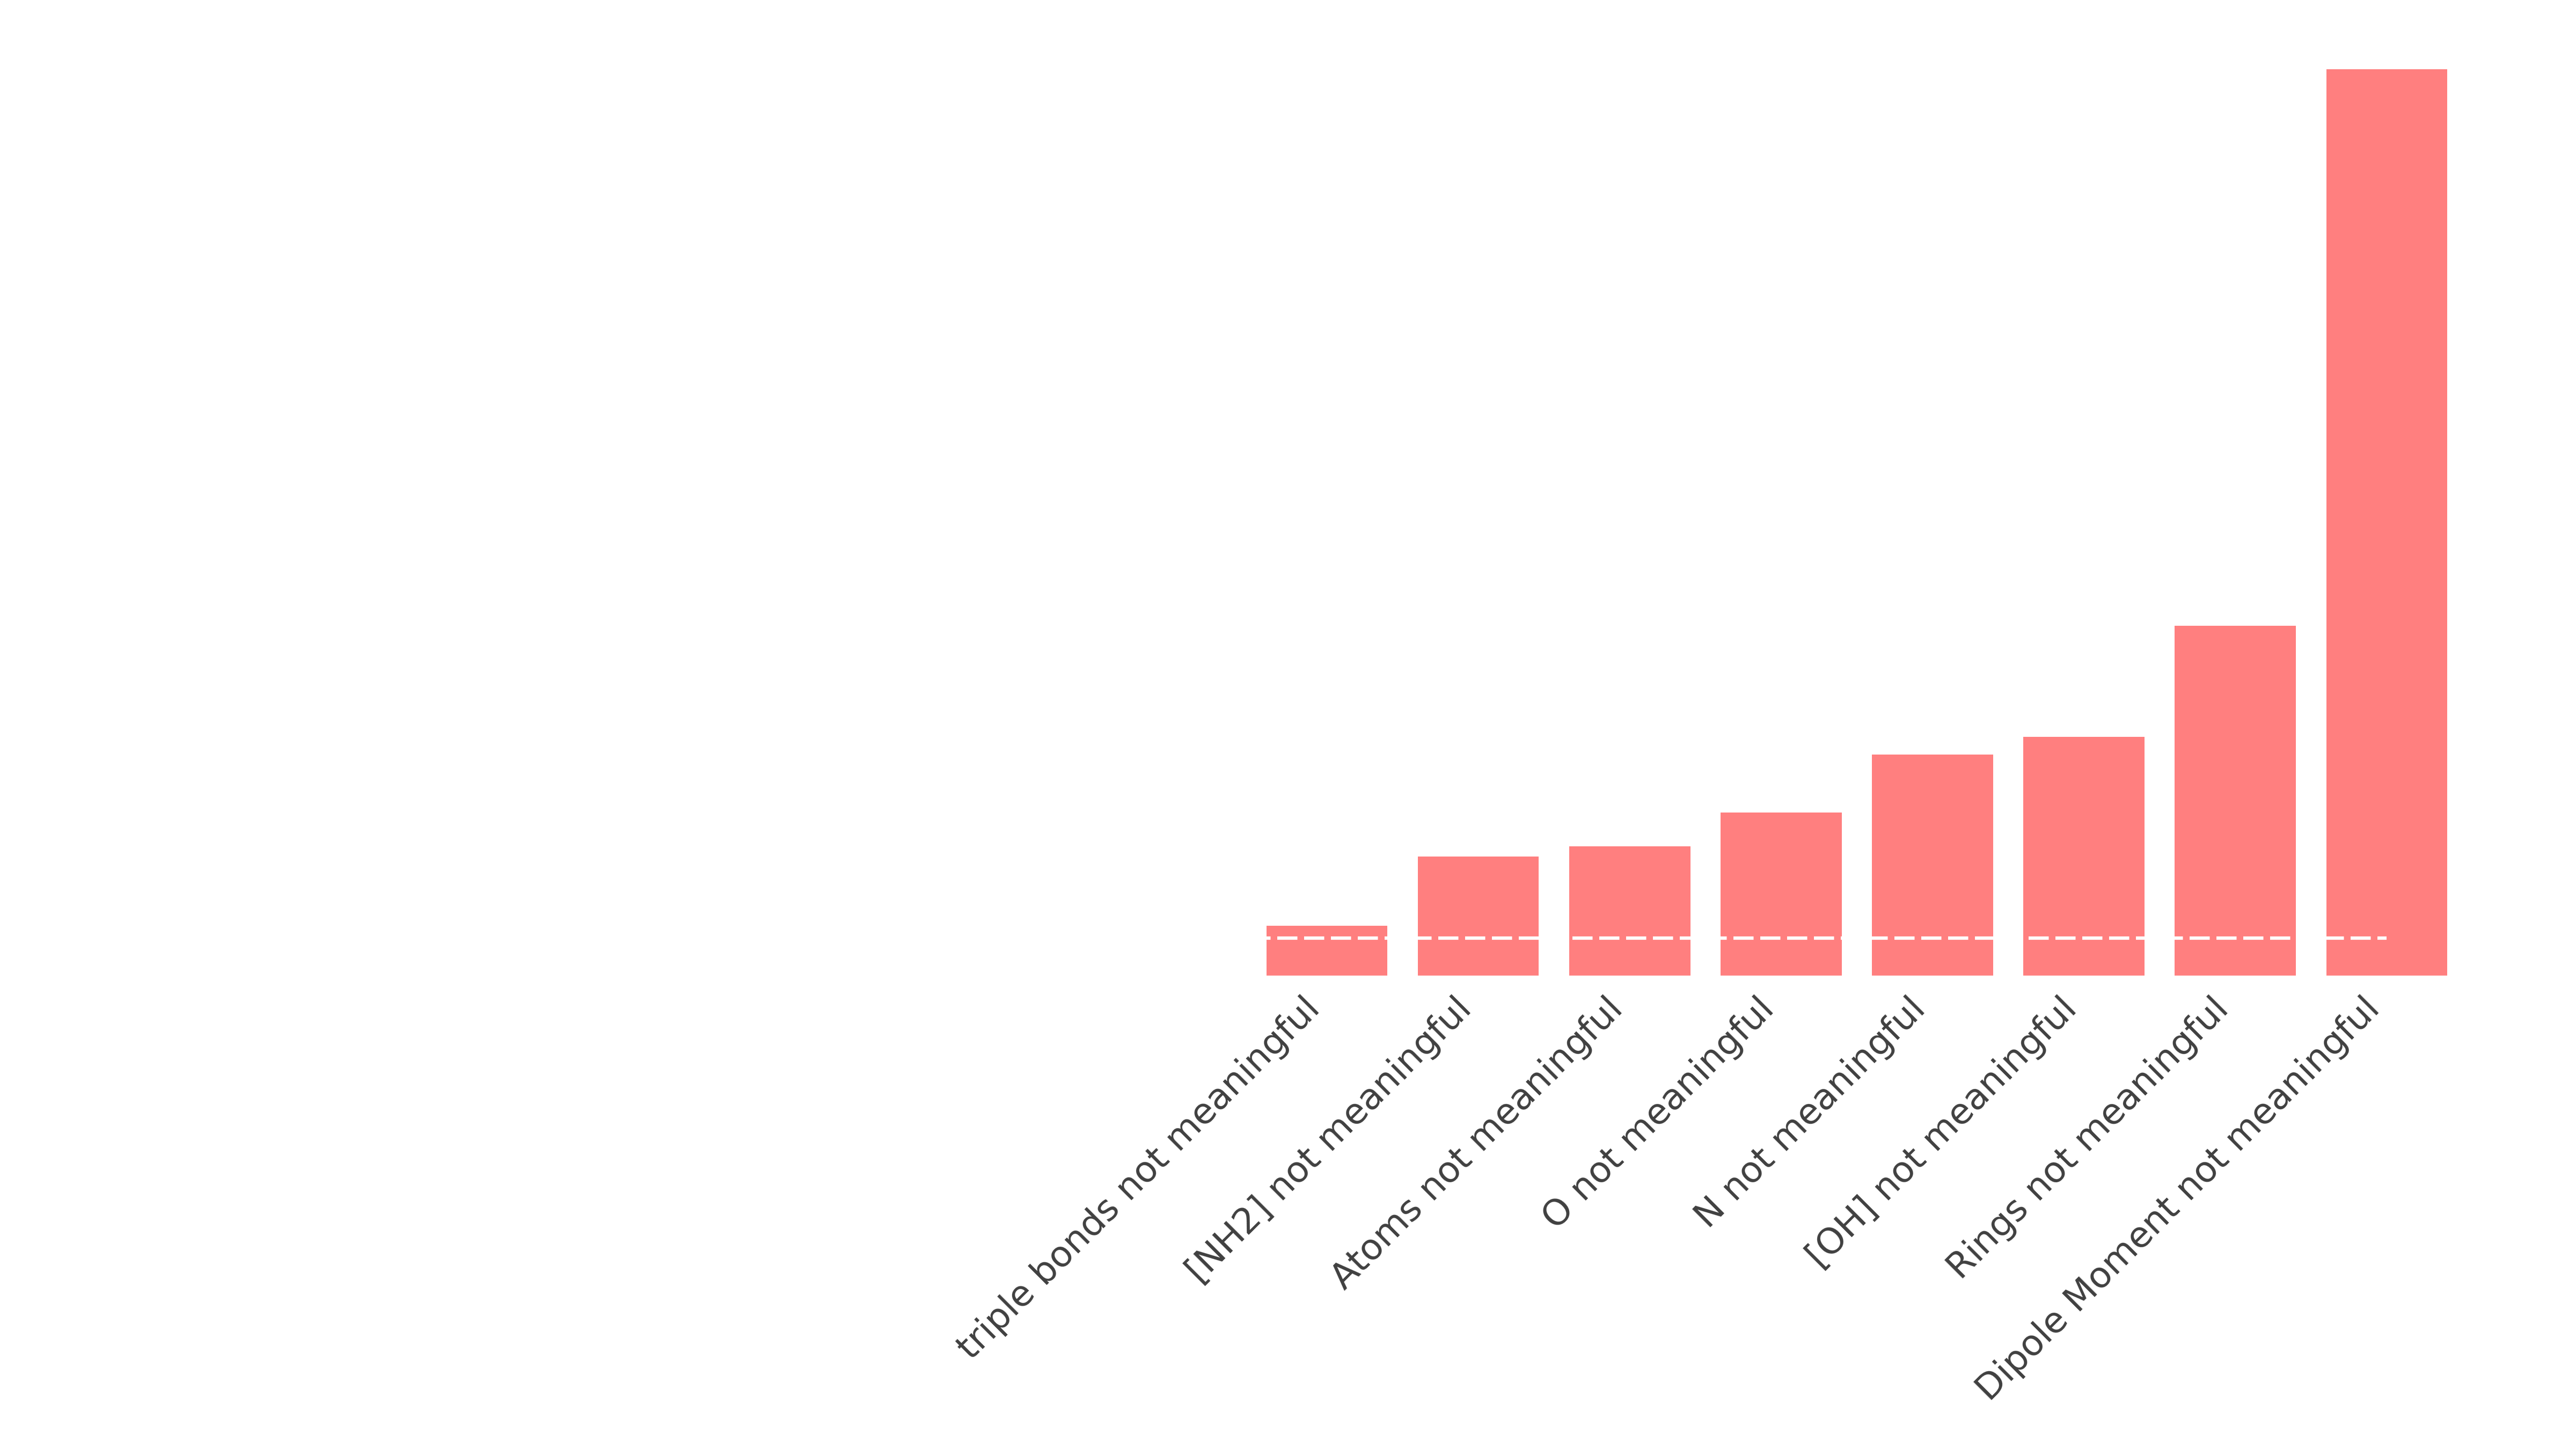 triple bonds not meaningful
[NH2] not meaningful
Atoms not meaningful
O not meaningful
N not meaningful
[OH] not meaningful
Rings not meaningful
Dipole Moment not meaningful